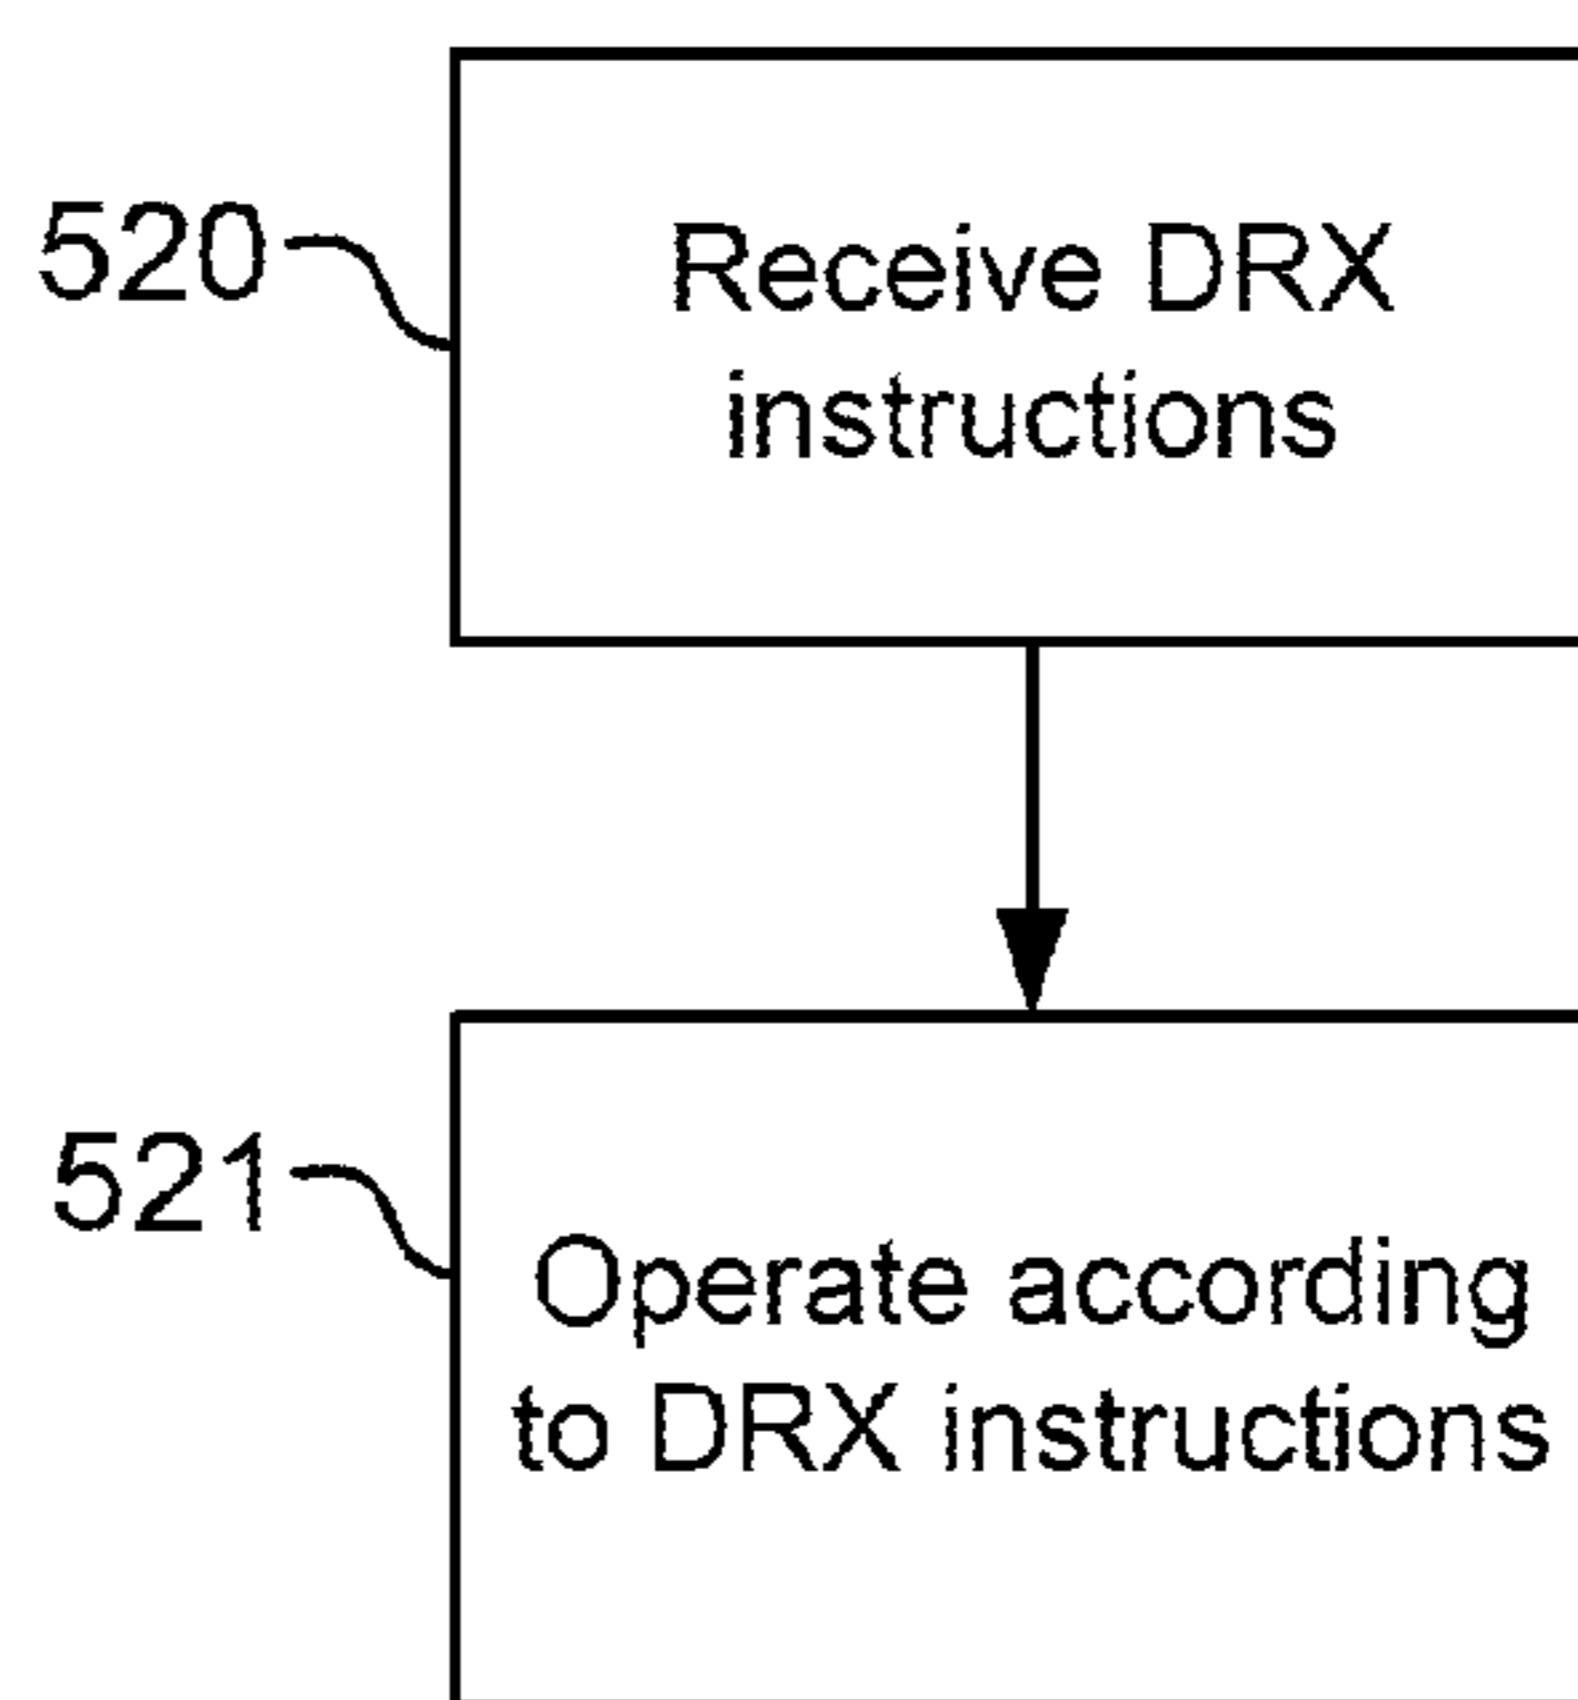 520
Receive DRX
instructions
521
Operate according
to DRX instructions